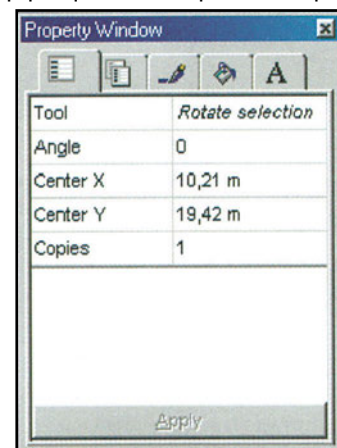 Property Window
A
Tool Rotate selection
Angle 0
Center X 10,21 m
Center Y 19,42 m
Copies 1
Apply